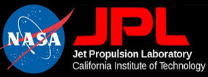 NASA
JPL
Jet Propulsion Laboratory
California Institute of Technology